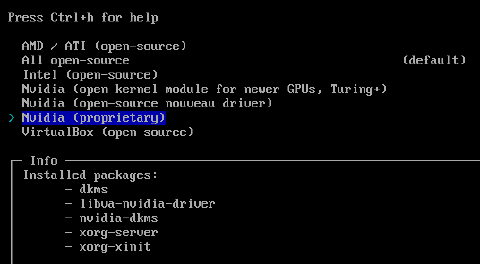 Press Ctrl+h for help
AMD / ATI (open-source)
All open-source (default)
Intel (open-source)
Nvidia (open kernel module for newer GPUs, Turing+)
Nvidia (open-source nouveau driver)
> Nvidia (proprietary)
VirtualBox (open source)
Info
Installed packages:
- dkms
- libva-nvidia-driver
- nvidia-dkms
- xorg-server
- xorg-xinit